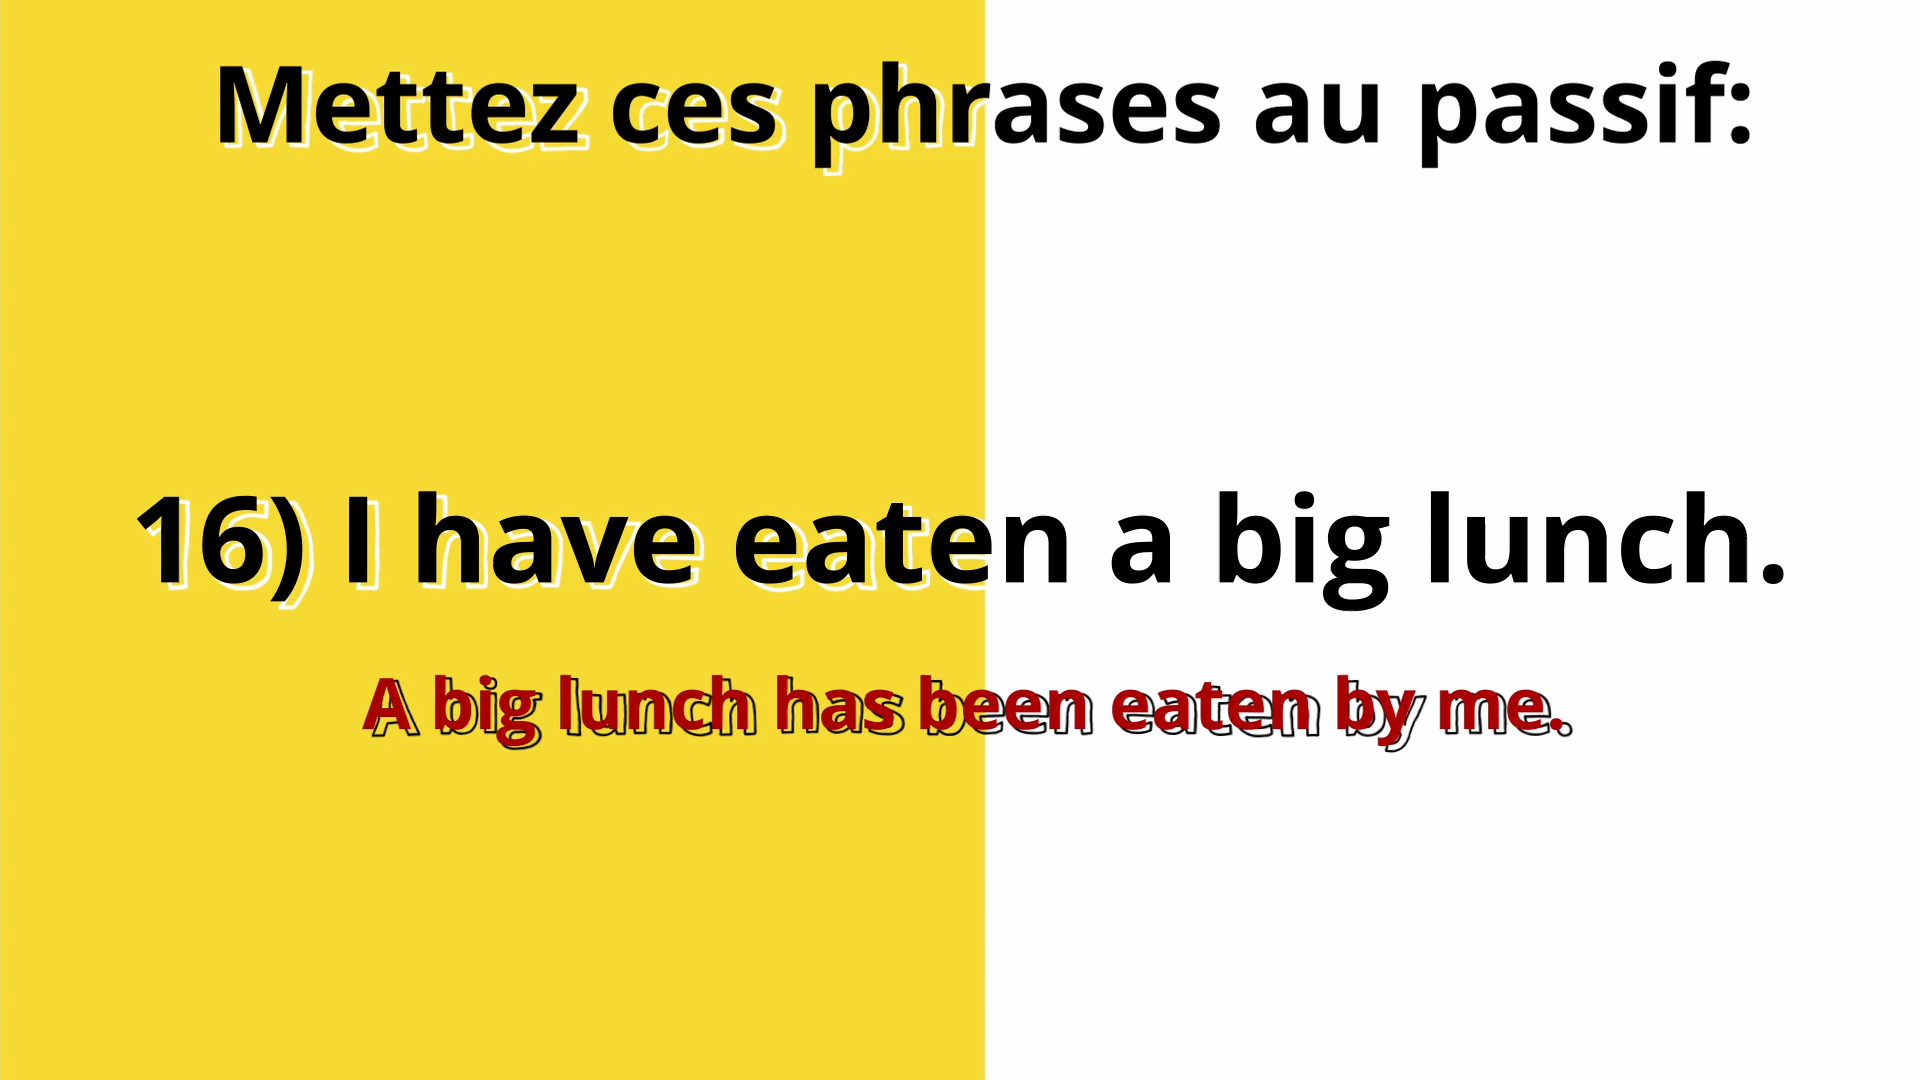 Mettez ces phrases au passif:
16) I have eaten a big lunch.
A big lunch has been eaten by me.